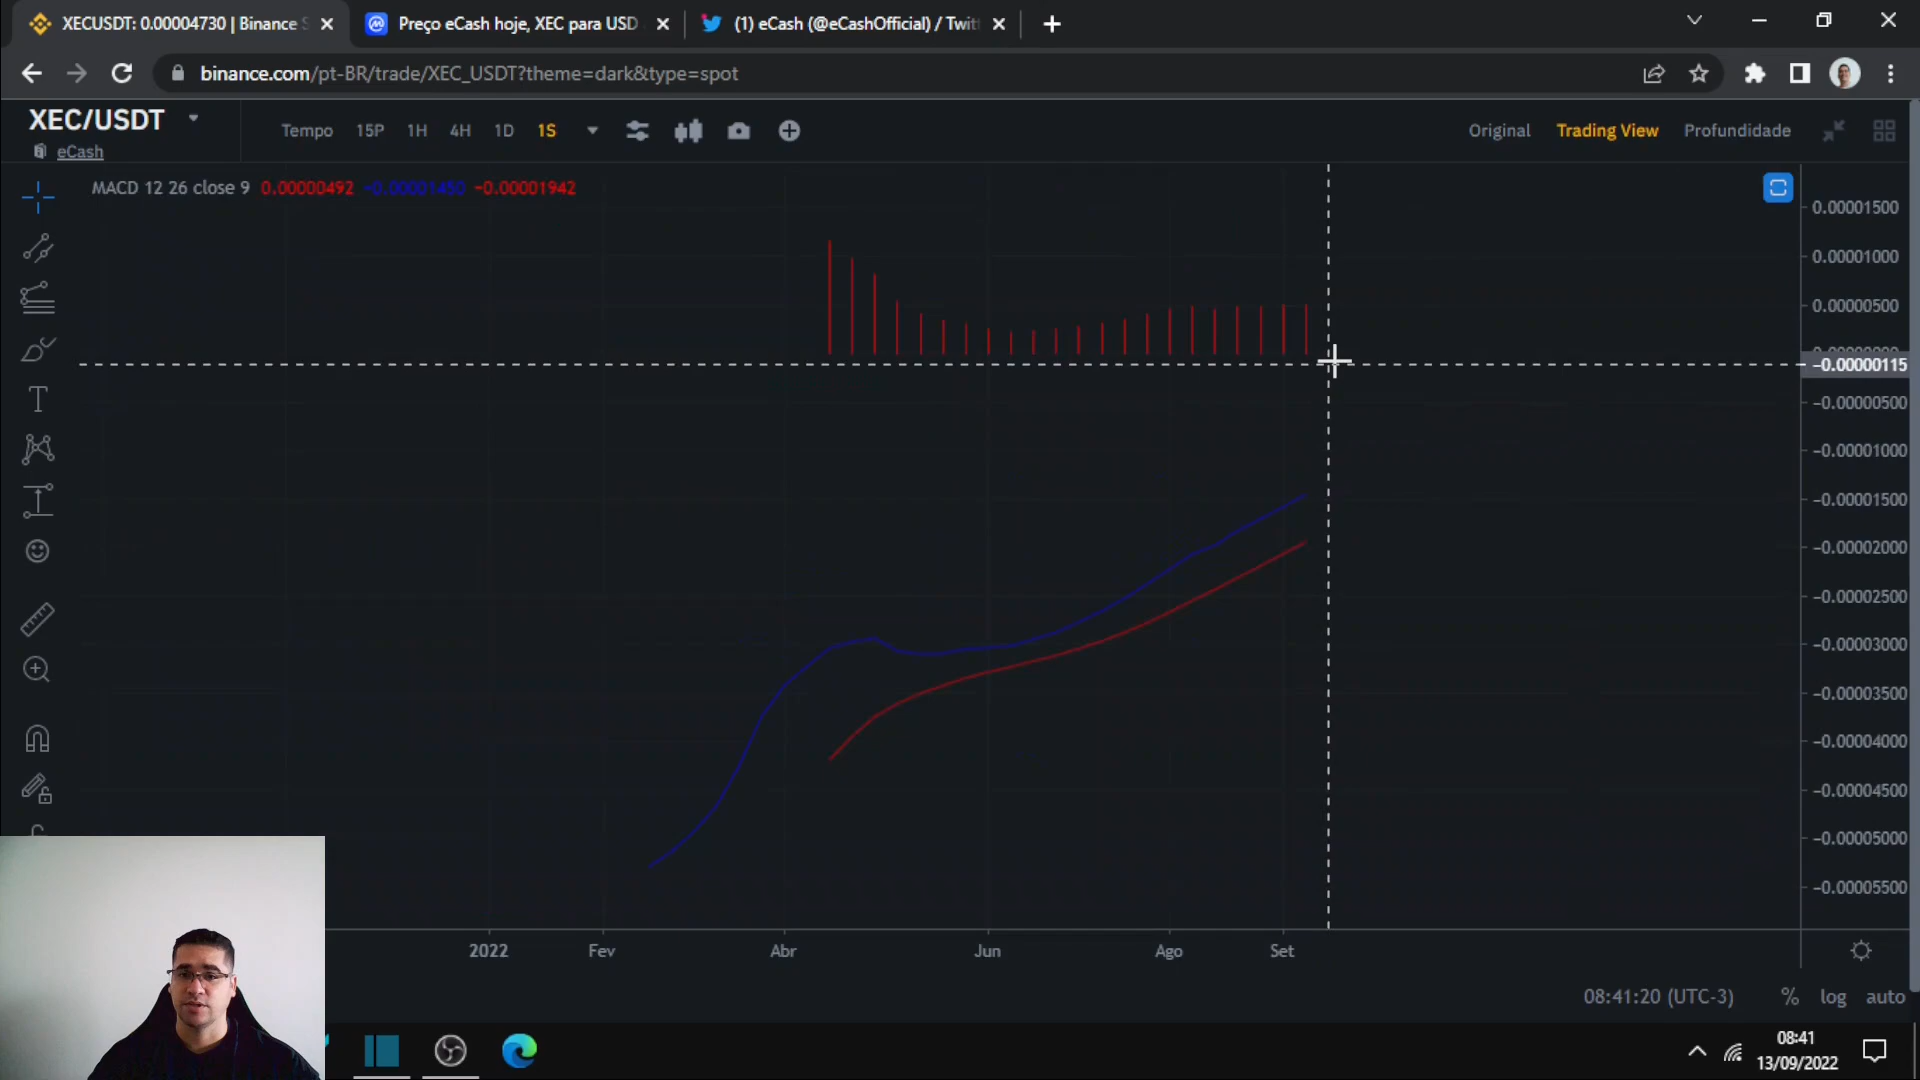 XECUSDT: 0.00004730 | Binance S
Preço eCash hoje, XEC para USD
(1) eCash (@eCashOfficial) / Twitt
binance.com/pt-BR/trade/XEC_USDT?theme=dark&type=spot
XEC/USDT
eCash
Tempo 15P 1H 4H 1D 1S
Original Trading View Profundidade
MACD 12 26 close 9 0.00000492 -0.00001450 -0.00001942
0.00001500
0.00001000
0.00000500
-0.00000115
-0.00000500
-0.00001000
-0.00001500
-0.00002000
-0.00002500
-0.00003000
-0.00003500
-0.00004000
-0.00004500
-0.00005000
-0.00005500
2022 Fev Abr Jun Ago Set
08:41:20 (UTC-3) % log auto
08:41
13/09/2022